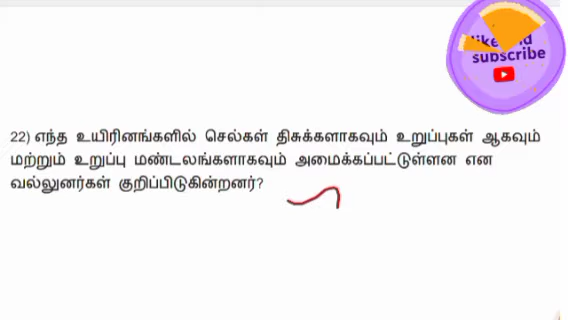 like and
subscribe
22) எந்த உயிரினங்களில் செல்கள் திசுக்களாகவும் உறுப்புகள் ஆகவும்
மற்றும் உறுப்பு மண்டலங்களாகவும் அமைக்கப்பட்டுள்ளன என
வல்லுனர்கள் குறிப்பிடுகின்றனர்?